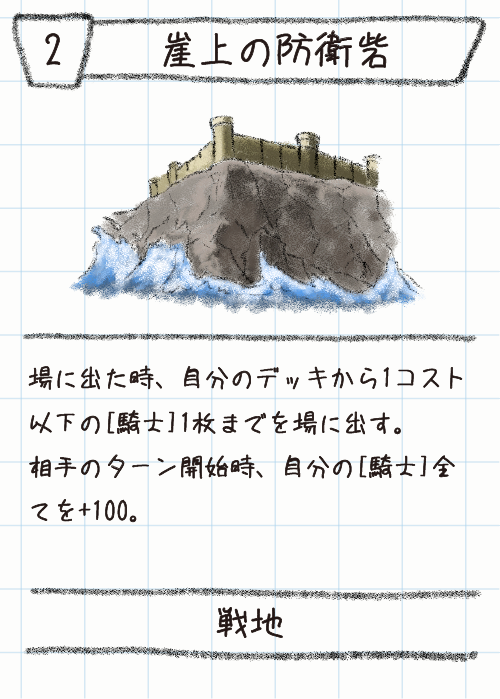 2
崖上の防衛砦
場に出た時、自分のデッキから1コスト
以下の[騎士]1枚までを場に出す。
相手のターン開始時、自分の[騎士]全
てを+100。
戦地